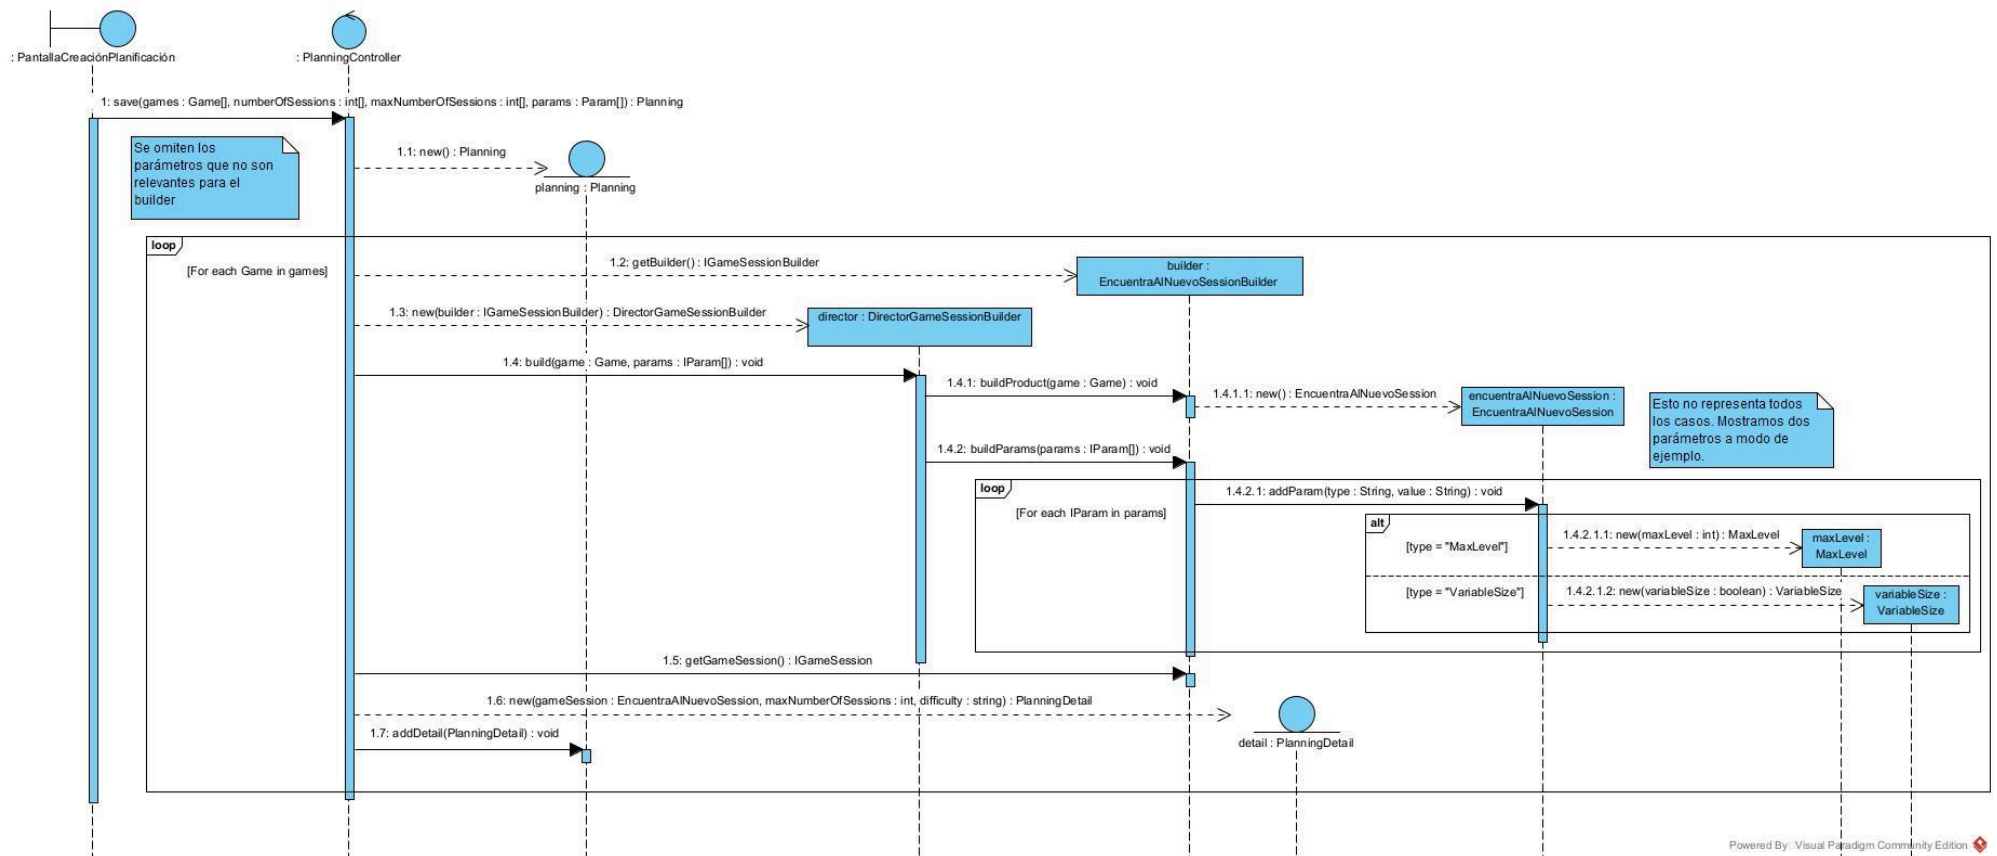 : PantallaCreaciónPlanificación
: PlanningController
1: save(games : Game[], numberOfSessions : int[], maxNumberOfSessions : int[], params : Param[]) : Planning
Se omiten los
parámetros que no son
relevantes para el
builder
1.1: new() : Planning
planning : Planning
loop
[For each Game in games]
1.2: getBuilder() : IGameSessionBuilder
builder :
EncuentraAlNuevoSessionBuilder
1.3: new(builder : IGameSessionBuilder) : DirectorGameSessionBuilder
director : DirectorGameSessionBuilder
1.4: build(game : Game, params : IParam[]) : void
1.4.1: buildProduct(game : Game) : void
1.4.1.1: new() : EncuentraAlNuevoSession
encuentraAlNuevoSession :
EncuentraAlNuevoSession
Esto no representa todos
los casos. Mostramos dos
parámetros a modo de
ejemplo.
1.4.2: buildParams(params : IParam[]) : void
loop
[For each IParam in params]
1.4.2.1: addParam(type : String, value : String) : void
alt
[type = "MaxLevel"]
1.4.2.1.1: new(maxLevel : int) : MaxLevel
maxLevel :
MaxLevel
[type = "VariableSize"]
1.4.2.1.2: new(variableSize : boolean) : VariableSize
variableSize :
VariableSize
1.5: getGameSession() : IGameSession
1.6: new(gameSession : EncuentraAlNuevoSession, maxNumberOfSessions : int, difficulty : string) : PlanningDetail
detail : PlanningDetail
1.7: addDetail(PlanningDetail) : void
Powered By Visual Paradigm Community Edition